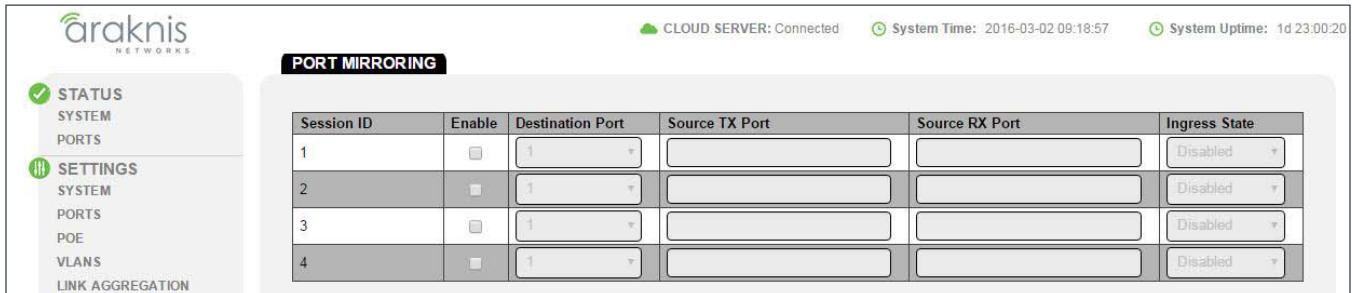 araknis
NETWORKS
CLOUD SERVER: Connected System Time: 2016-03-02 09:18:57 System Uptime: 1d 23:00:20
PORT MIRRORING
STATUS
SYSTEM
PORTS
SETTINGS
SYSTEM
PORTS
POE
VLANS
LINK AGGREGATION
Session ID Enable Destination Port Source TX Port Source RX Port Ingress State
1 1 Disabled
2 1 Disabled
3 1 Disabled
4 1 Disabled